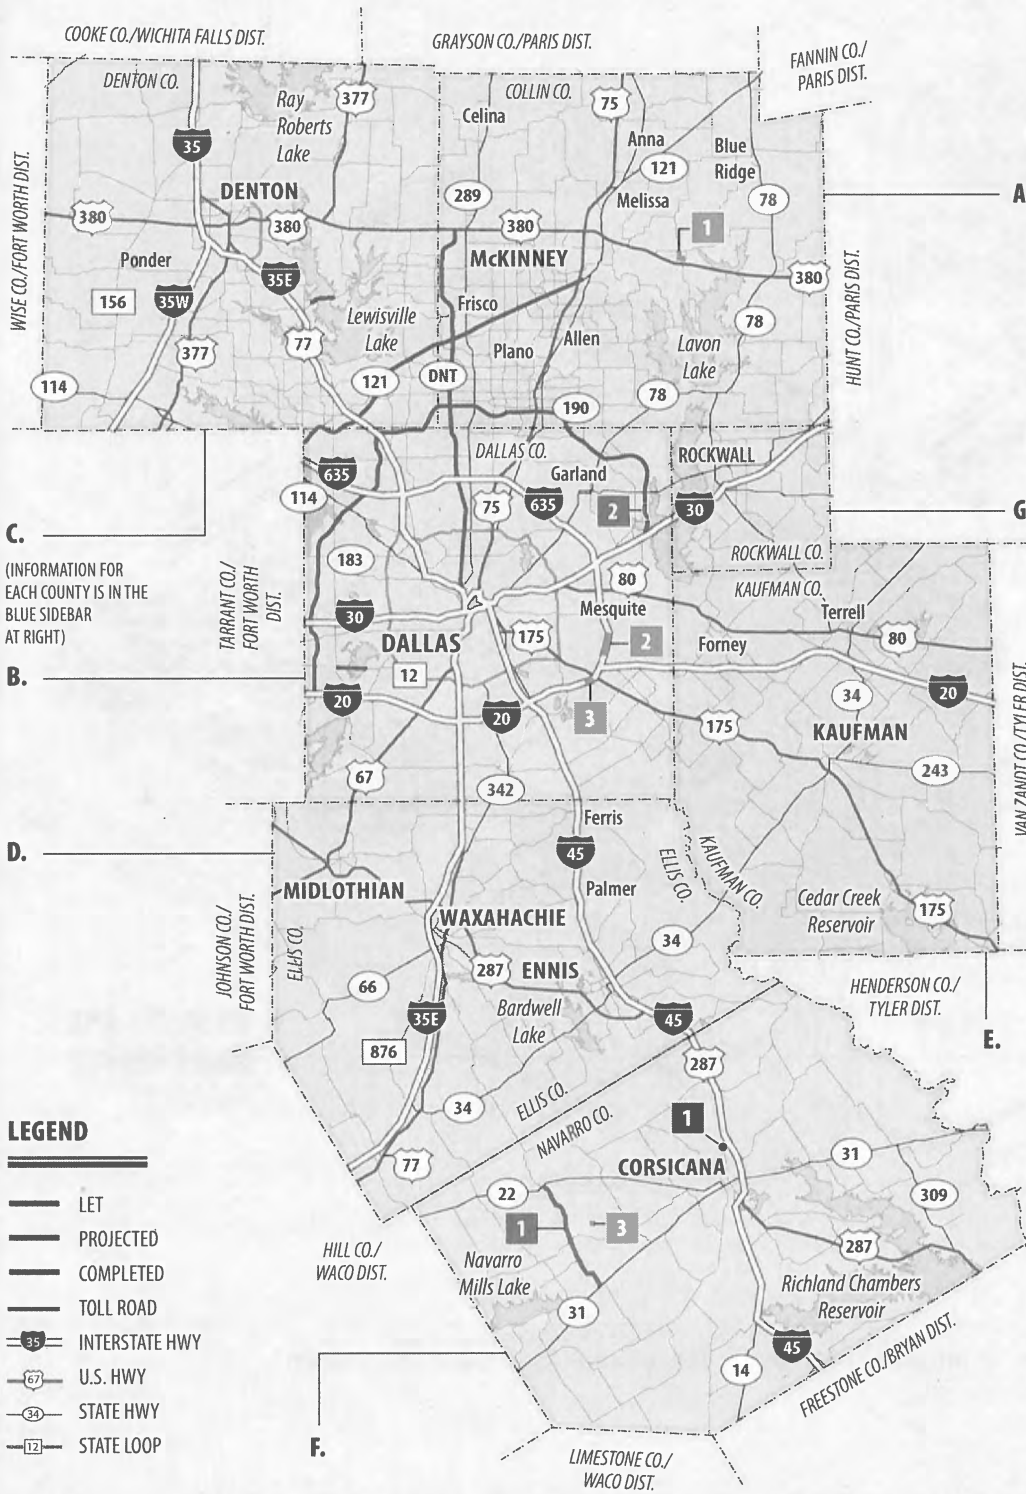 COOKE CO./WICHITA FALLS DIST.
GRAYSON CO./PARIS DIST.
FANNIN CO./
PARIS DIST.
DENTON CO.
Ray
Roberts
Lake
377
COLLIN CO.
Celina
75
Anna
Blue
Ridge
35
121
DENTON
289
Melissa
78
A
WISE CO./FORT WORTH DIST.
380
380
380
1
Ponder
McKINNEY
35E
380
156
35W
Frisco
HUNT CO./PARIS DIST.
Lewisville
Lake
77
78
377
Plano
Allen
Lavon
Lake
114
121
DNT
78
190
DALLAS CO.
ROCKWALL
635
Garland
114
75
635
2
30
G
C.
(INFORMATION FOR
EACH COUNTY IS IN THE
BLUE SIDEBAR
AT RIGHT)
183
ROCKWALL CO.
TARRANT CO./
FORT WORTH
DIST.
80
KAUFMAN CO.
Mesquite
Terrell
30
DALLAS
175
2
Forney
80
B.
12
20
20
34
20
3
175
KAUFMAN
VAN ZANDT CO./TYLER DIST.
67
243
342
Ferris
D.
45
ELLIS CO.
KAUFMAN CO.
MIDLOTHIAN
Palmer
Cedar Creek
Reservoir
WAXAHACHIE
175
JOHNSON CO./
FORT WORTH DIST.
ELLIS CO.
34
287
ENNIS
66
HENDERSON CO./
TYLER DIST.
Bardwell
Lake
35E
45
E.
876
287
34
ELLIS CO.
NAVARRO CO.
1
LEGEND
77
CORSICANA
31
22
309
LET
1
3
PROJECTED
HILL CO./
WACO DIST.
287
COMPLETED
Navarro
Mills Lake
Richland Chambers
Reservoir
TOLL ROAD
31
35
INTERSTATE HWY
45
67
U.S. HWY
14
FREESTONE CO./BRYAN DIST.
34
STATE HWY
12
STATE LOOP
F.
LIMESTONE CO./
WACO DIST.